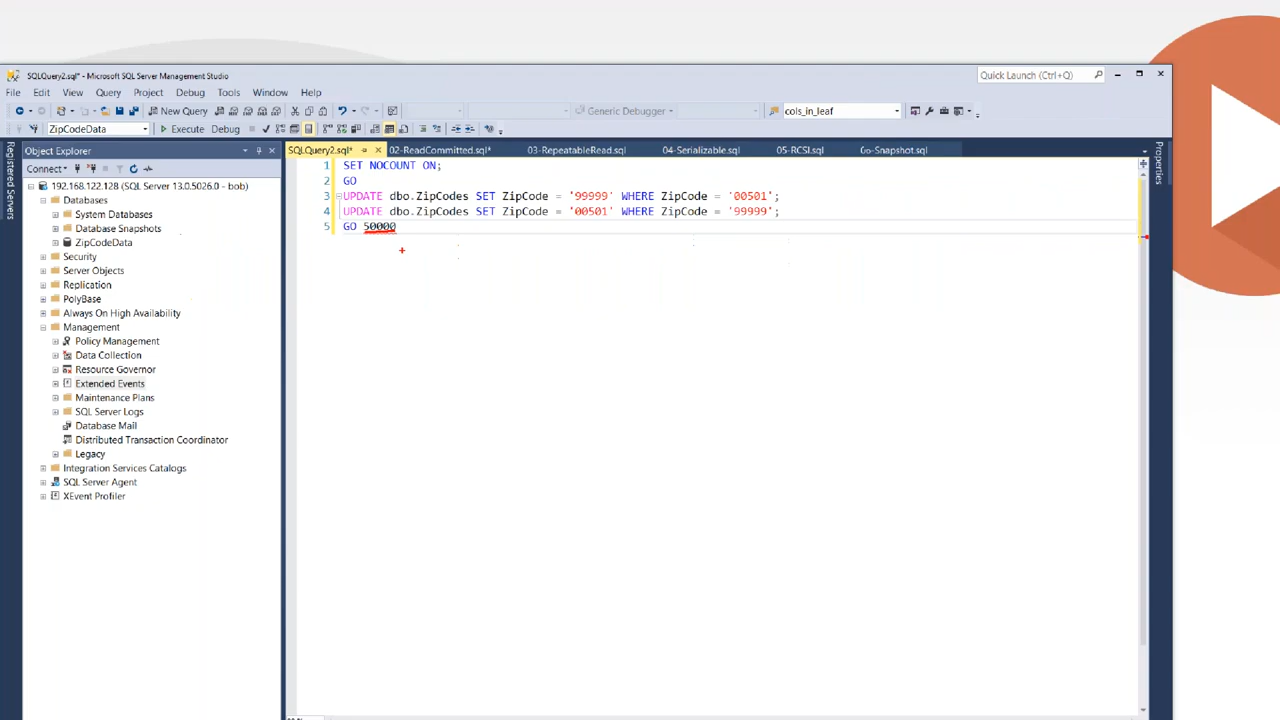 SQLQuery2.sql* - Microsoft SQL Server Management Studio
Quick Launch (Ctrl+Q)
File Edit View Query Project Debug Tools Window Help
New Query
Generic Debugger
cols_in_leaf
ZipCodeData
Execute Debug
Registered Servers
Object Explorer
SQLQuery2.sql* 02-ReadCommitted.sql* 03-RepeatableRead.sql 04-Serializable.sql 05-RCSI.sql 6o-Snapshot.sql
Properties
Connect
192.168.122.128 (SQL Server 13.0.5026.0 - bob)
Databases
System Databases
Database Snapshots
ZipCodeData
Security
Server Objects
Replication
PolyBase
Always On High Availability
Management
Policy Management
Data Collection
Resource Governor
Extended Events
Maintenance Plans
SQL Server Logs
Database Mail
Distributed Transaction Coordinator
Legacy
Integration Services Catalogs
SQL Server Agent
XEvent Profiler
1 SET NOCOUNT ON;
2 GO
3 UPDATE dbo.ZipCodes SET ZipCode = '99999' WHERE ZipCode = '00501';
4 UPDATE dbo.ZipCodes SET ZipCode = '00501' WHERE ZipCode = '99999';
5 GO 50000